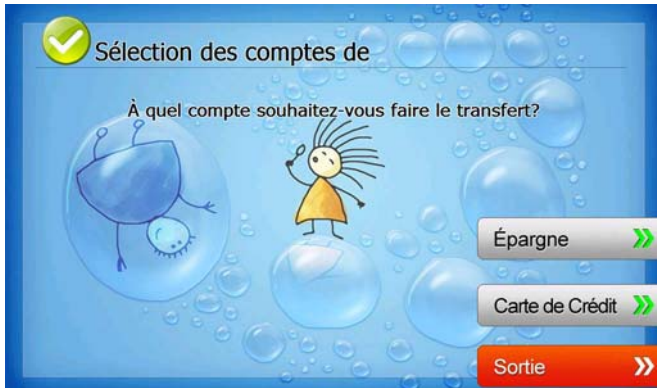 Sélection des comptes de
À quel compte souhaitez-vous faire le transfert?
Épargne
Carte de Crédit
Sortie